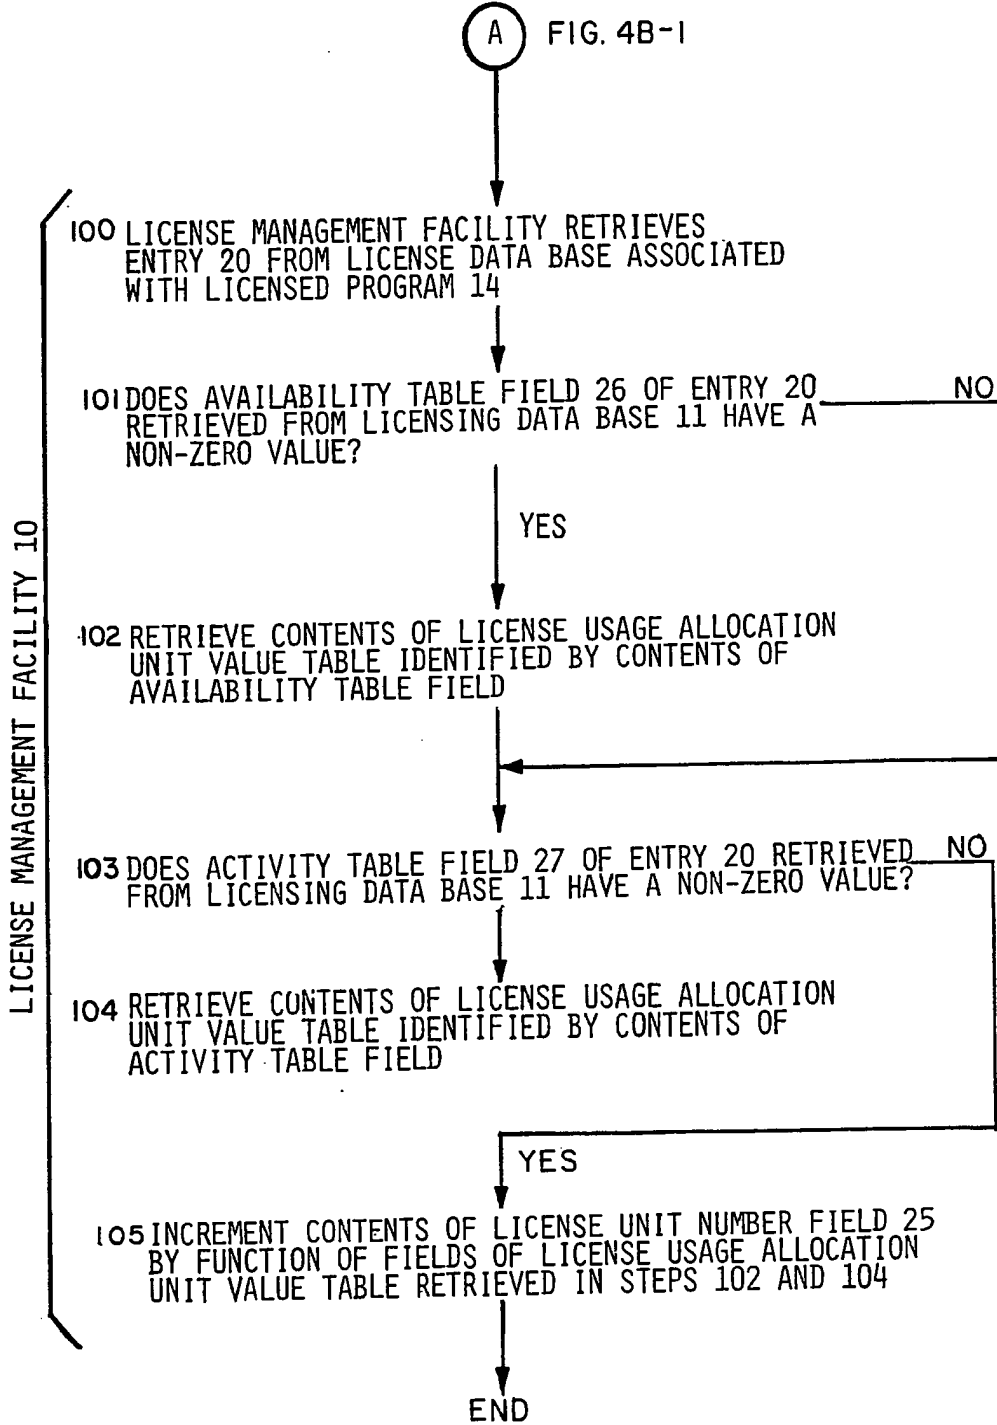 A FIG. 4B-1
100 LICENSE MANAGEMENT FACILITY RETRIEVES
ENTRY 20 FROM LICENSE DATA BASE ASSOCIATED
WITH LICENSED PROGRAM 14
101 DOES AVAILABILITY TABLE FIELD 26 OF ENTRY 20 NO
RETRIEVED FROM LICENSING DATA BASE 11 HAVE A
NON-ZERO VALUE?
YES
102 RETRIEVE CONTENTS OF LICENSE USAGE ALLOCATION
UNIT VALUE TABLE IDENTIFIED BY CONTENTS OF
AVAILABILITY TABLE FIELD
LICENSE MANAGEMENT FACILITY 10
103 DOES ACTIVITY TABLE FIELD 27 OF ENTRY 20 RETRIEVED NO
FROM LICENSING DATA BASE 11 HAVE A NON-ZERO VALUE?
104 RETRIEVE CONTENTS OF LICENSE USAGE ALLOCATION
UNIT VALUE TABLE IDENTIFIED BY CONTENTS OF
ACTIVITY TABLE FIELD
YES
105 INCREMENT CONTENTS OF LICENSE UNIT NUMBER FIELD 25
BY FUNCTION OF FIELDS OF LICENSE USAGE ALLOCATION
UNIT VALUE TABLE RETRIEVED IN STEPS 102 AND 104
END